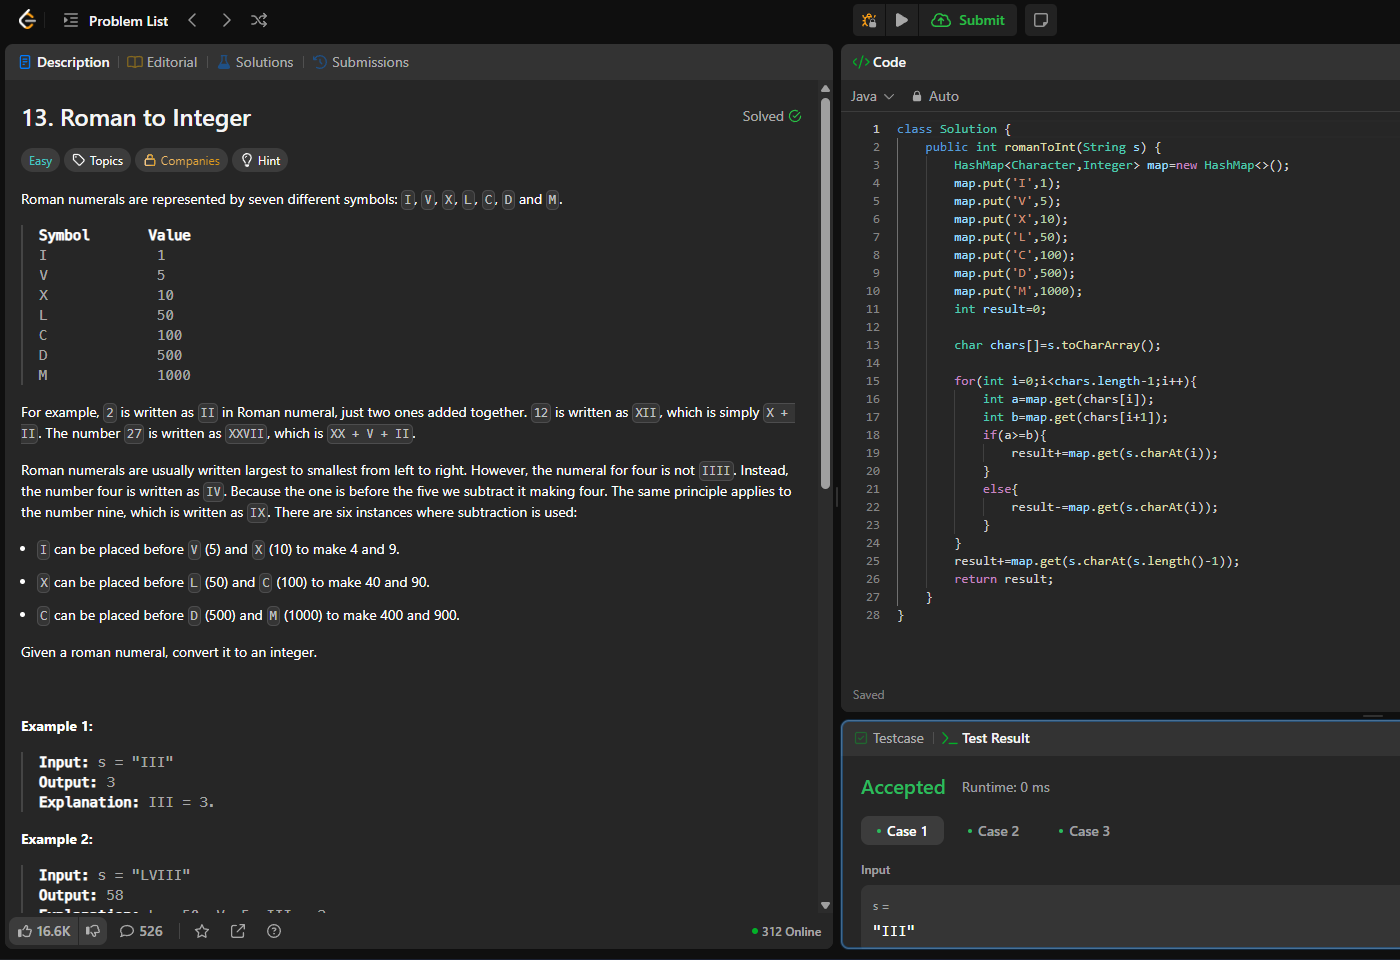 Problem List
Submit
Description
Editorial
Solutions
Submissions
13. Roman to Integer
Solved
Easy
Topics
Companies
Hint
Roman numerals are represented by seven different symbols: I, V, X, L, C, D and M.
Symbol Value
I 1
V 5
X 10
L 50
C 100
D 500
M 1000
For example, 2 is written as II in Roman numeral, just two ones added together. 12 is written as XII, which is simply X +
II. The number 27 is written as XXVII, which is XX + V + II.
Roman numerals are usually written largest to smallest from left to right. However, the numeral for four is not IIII. Instead,
the number four is written as IV. Because the one is before the five we subtract it making four. The same principle applies to
the number nine, which is written as IX. There are six instances where subtraction is used:
• I can be placed before V (5) and X (10) to make 4 and 9.
• X can be placed before L (50) and C (100) to make 40 and 90.
• C can be placed before D (500) and M (1000) to make 400 and 900.
Given a roman numeral, convert it to an integer.
Example 1:
Input: s = "III"
Output: 3
Explanation: III = 3.
Example 2:
Input: s = "LVIII"
Output: 58
16.6K
526
312 Online
</> Code
Java
Auto
1 class Solution {
2 public int romanToInt(String s) {
3 HashMap<Character,Integer> map=new HashMap<>();
4 map.put('I',1);
5 map.put('V',5);
6 map.put('X',10);
7 map.put('L',50);
8 map.put('C',100);
9 map.put('D',500);
10 map.put('M',1000);
11 int result=0;
12
13 char chars[]=s.toCharArray();
14
15 for(int i=0;i<chars.length-1;i++){
16 int a=map.get(chars[i]);
17 int b=map.get(chars[i+1]);
18 if(a>=b){
19 result+=map.get(s.charAt(i));
20 }
21 else{
22 result-=map.get(s.charAt(i));
23 }
24 }
25 result+=map.get(s.charAt(s.length()-1));
26 return result;
27 }
28 }
Saved
Testcase
>_ Test Result
Accepted
Runtime: 0 ms
• Case 1
• Case 2
• Case 3
Input
s =
"III"